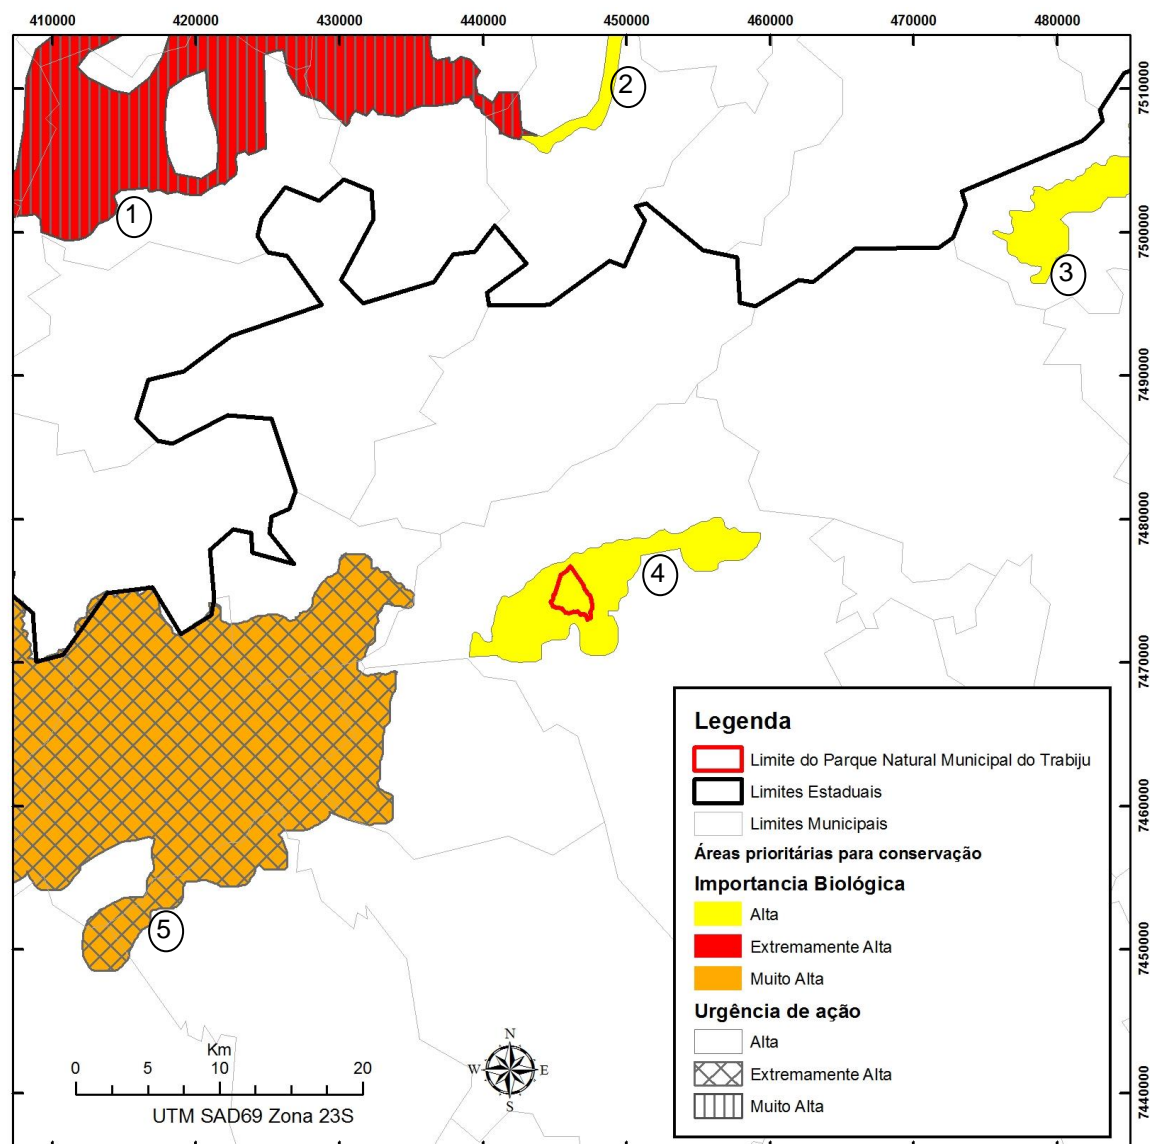 410000 420000 430000 440000 450000 460000 470000 480000
7510000
7500000
7490000
7480000
7470000
7460000
7450000
7440000
1
2
3
4
5
Legenda
Limite do Parque Natural Municipal do Trabiju
Limites Estaduais
Limites Municipais
Áreas prioritárias para conservação
Importancia Biológica
Alta
Extremamente Alta
Muito Alta
Urgência de ação
Alta
Extremamente Alta
Muito Alta
Km
0 5 10 20
UTM SAD69 Zona 23S
N
W E
S